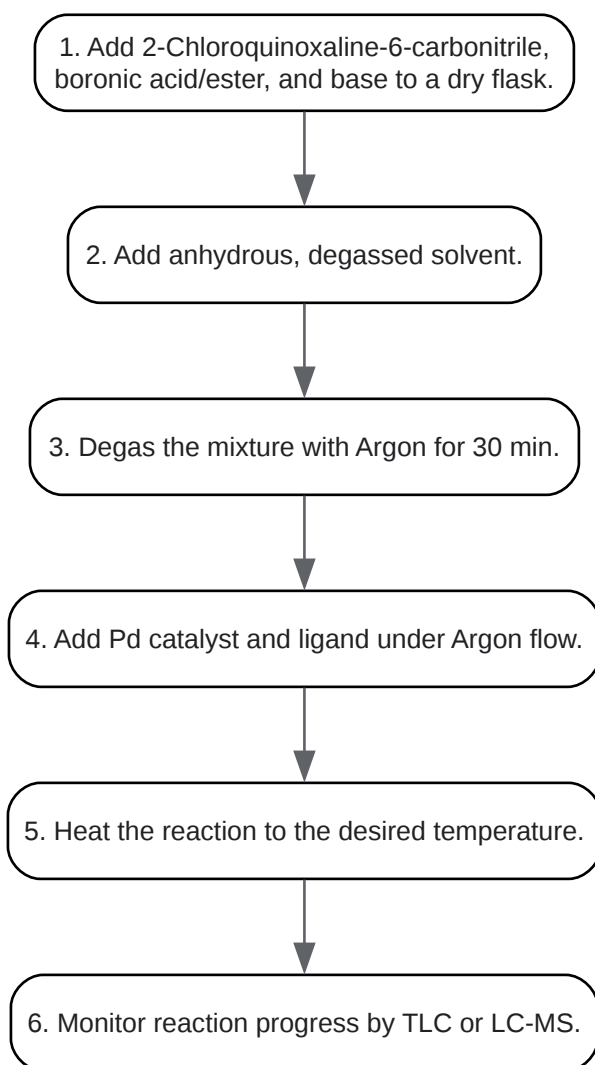 1. Add 2-Chloroquinoxaline-6-carbonitrile,
boronic acid/ester, and base to a dry flask.
2. Add anhydrous, degassed solvent.
3. Degas the mixture with Argon for 30 min.
4. Add Pd catalyst and ligand under Argon flow.
5. Heat the reaction to the desired temperature.
6. Monitor reaction progress by TLC or LC-MS.